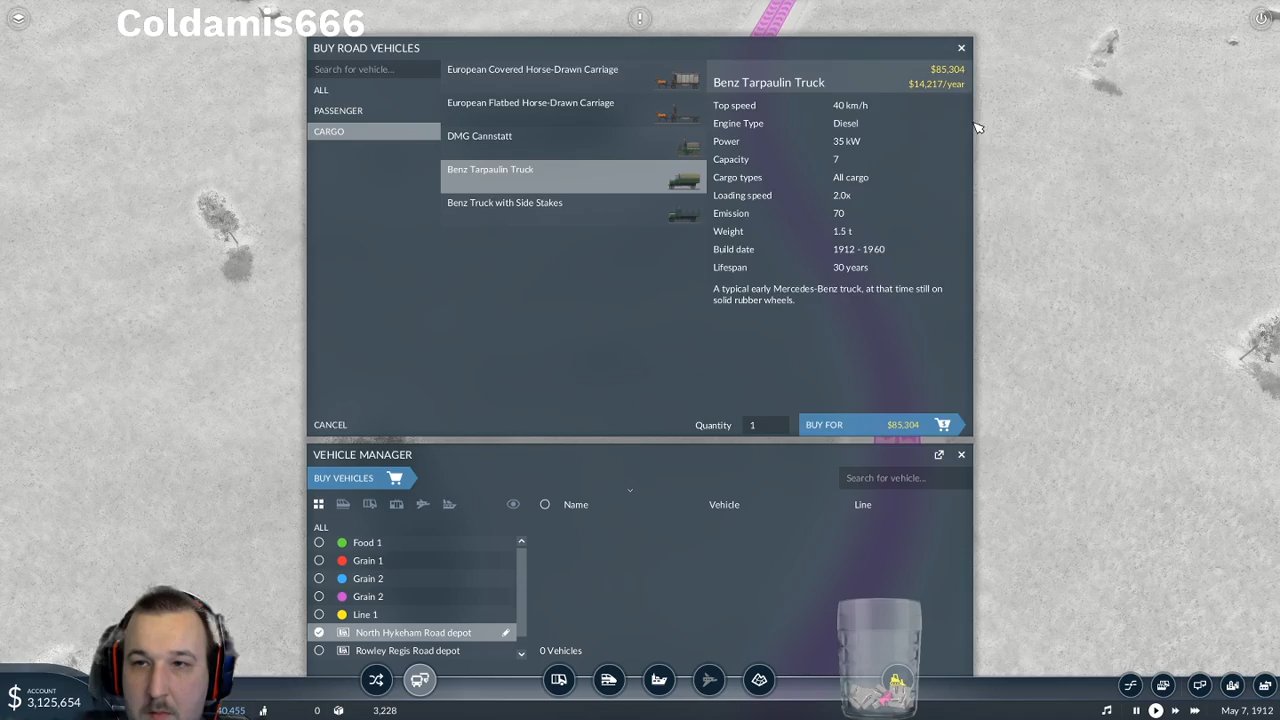 Coldamis666
BUY ROAD VEHICLES
Search for vehicle...
ALL
PASSENGER
CARGO
European Covered Horse-Drawn Carriage
European Flatbed Horse-Drawn Carriage
DMG Cannstatt
Benz Tarpaulin Truck
Benz Truck with Side Stakes
Benz Tarpaulin Truck
$85,304
$14,217/year
Top speed 40 km/h
Engine Type Diesel
Power 35 kW
Capacity 7
Cargo types All cargo
Loading speed 2.0x
Emission 70
Weight 1.5 t
Build date 1912 - 1960
Lifespan 30 years
A typical early Mercedes-Benz truck, at that time still on
solid rubber wheels.
CANCEL
Quantity 1
BUY FOR $85,304
VEHICLE MANAGER
BUY VEHICLES
Search for vehicle...
Name Vehicle Line
ALL
Food 1
Grain 1
Grain 2
Grain 2
Line 1
North Hykeham Road depot
Rowley Regis Road depot
0 Vehicles
$ ACCOUNT
3,125,654
40,455
0
3,228
May 7, 1912